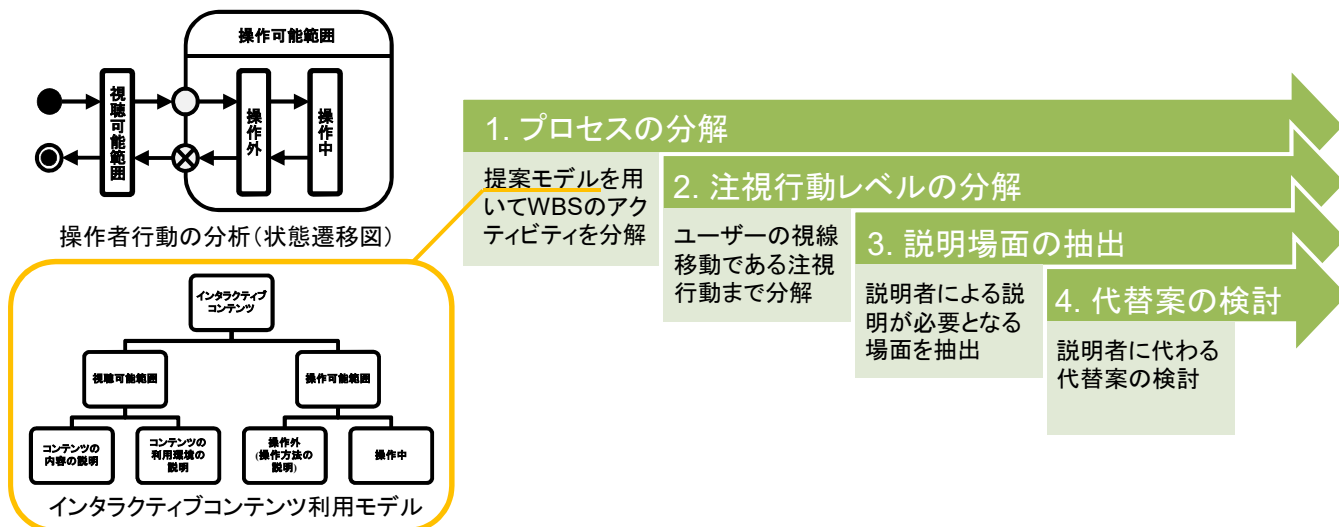 操作可能範囲
視聴可能範囲
操作外
操作中
操作者行動の分析(状態遷移図)
インタラクティブ
コンテンツ
視聴可能範囲
操作可能範囲
コンテンツの
内容の説明
コンテンツの
利用環境の
説明
操作外
(操作方法の
説明)
操作中
インタラクティブコンテンツ利用モデル
1. プロセスの分解
提案モデルを用
いてWBSのアク
ティビティを分解
2. 注視行動レベルの分解
ユーザーの視線
移動である注視
行動まで分解
3. 説明場面の抽出
説明者による説
明が必要となる
場面を抽出
4. 代替案の検討
説明者に代わる
代替案の検討